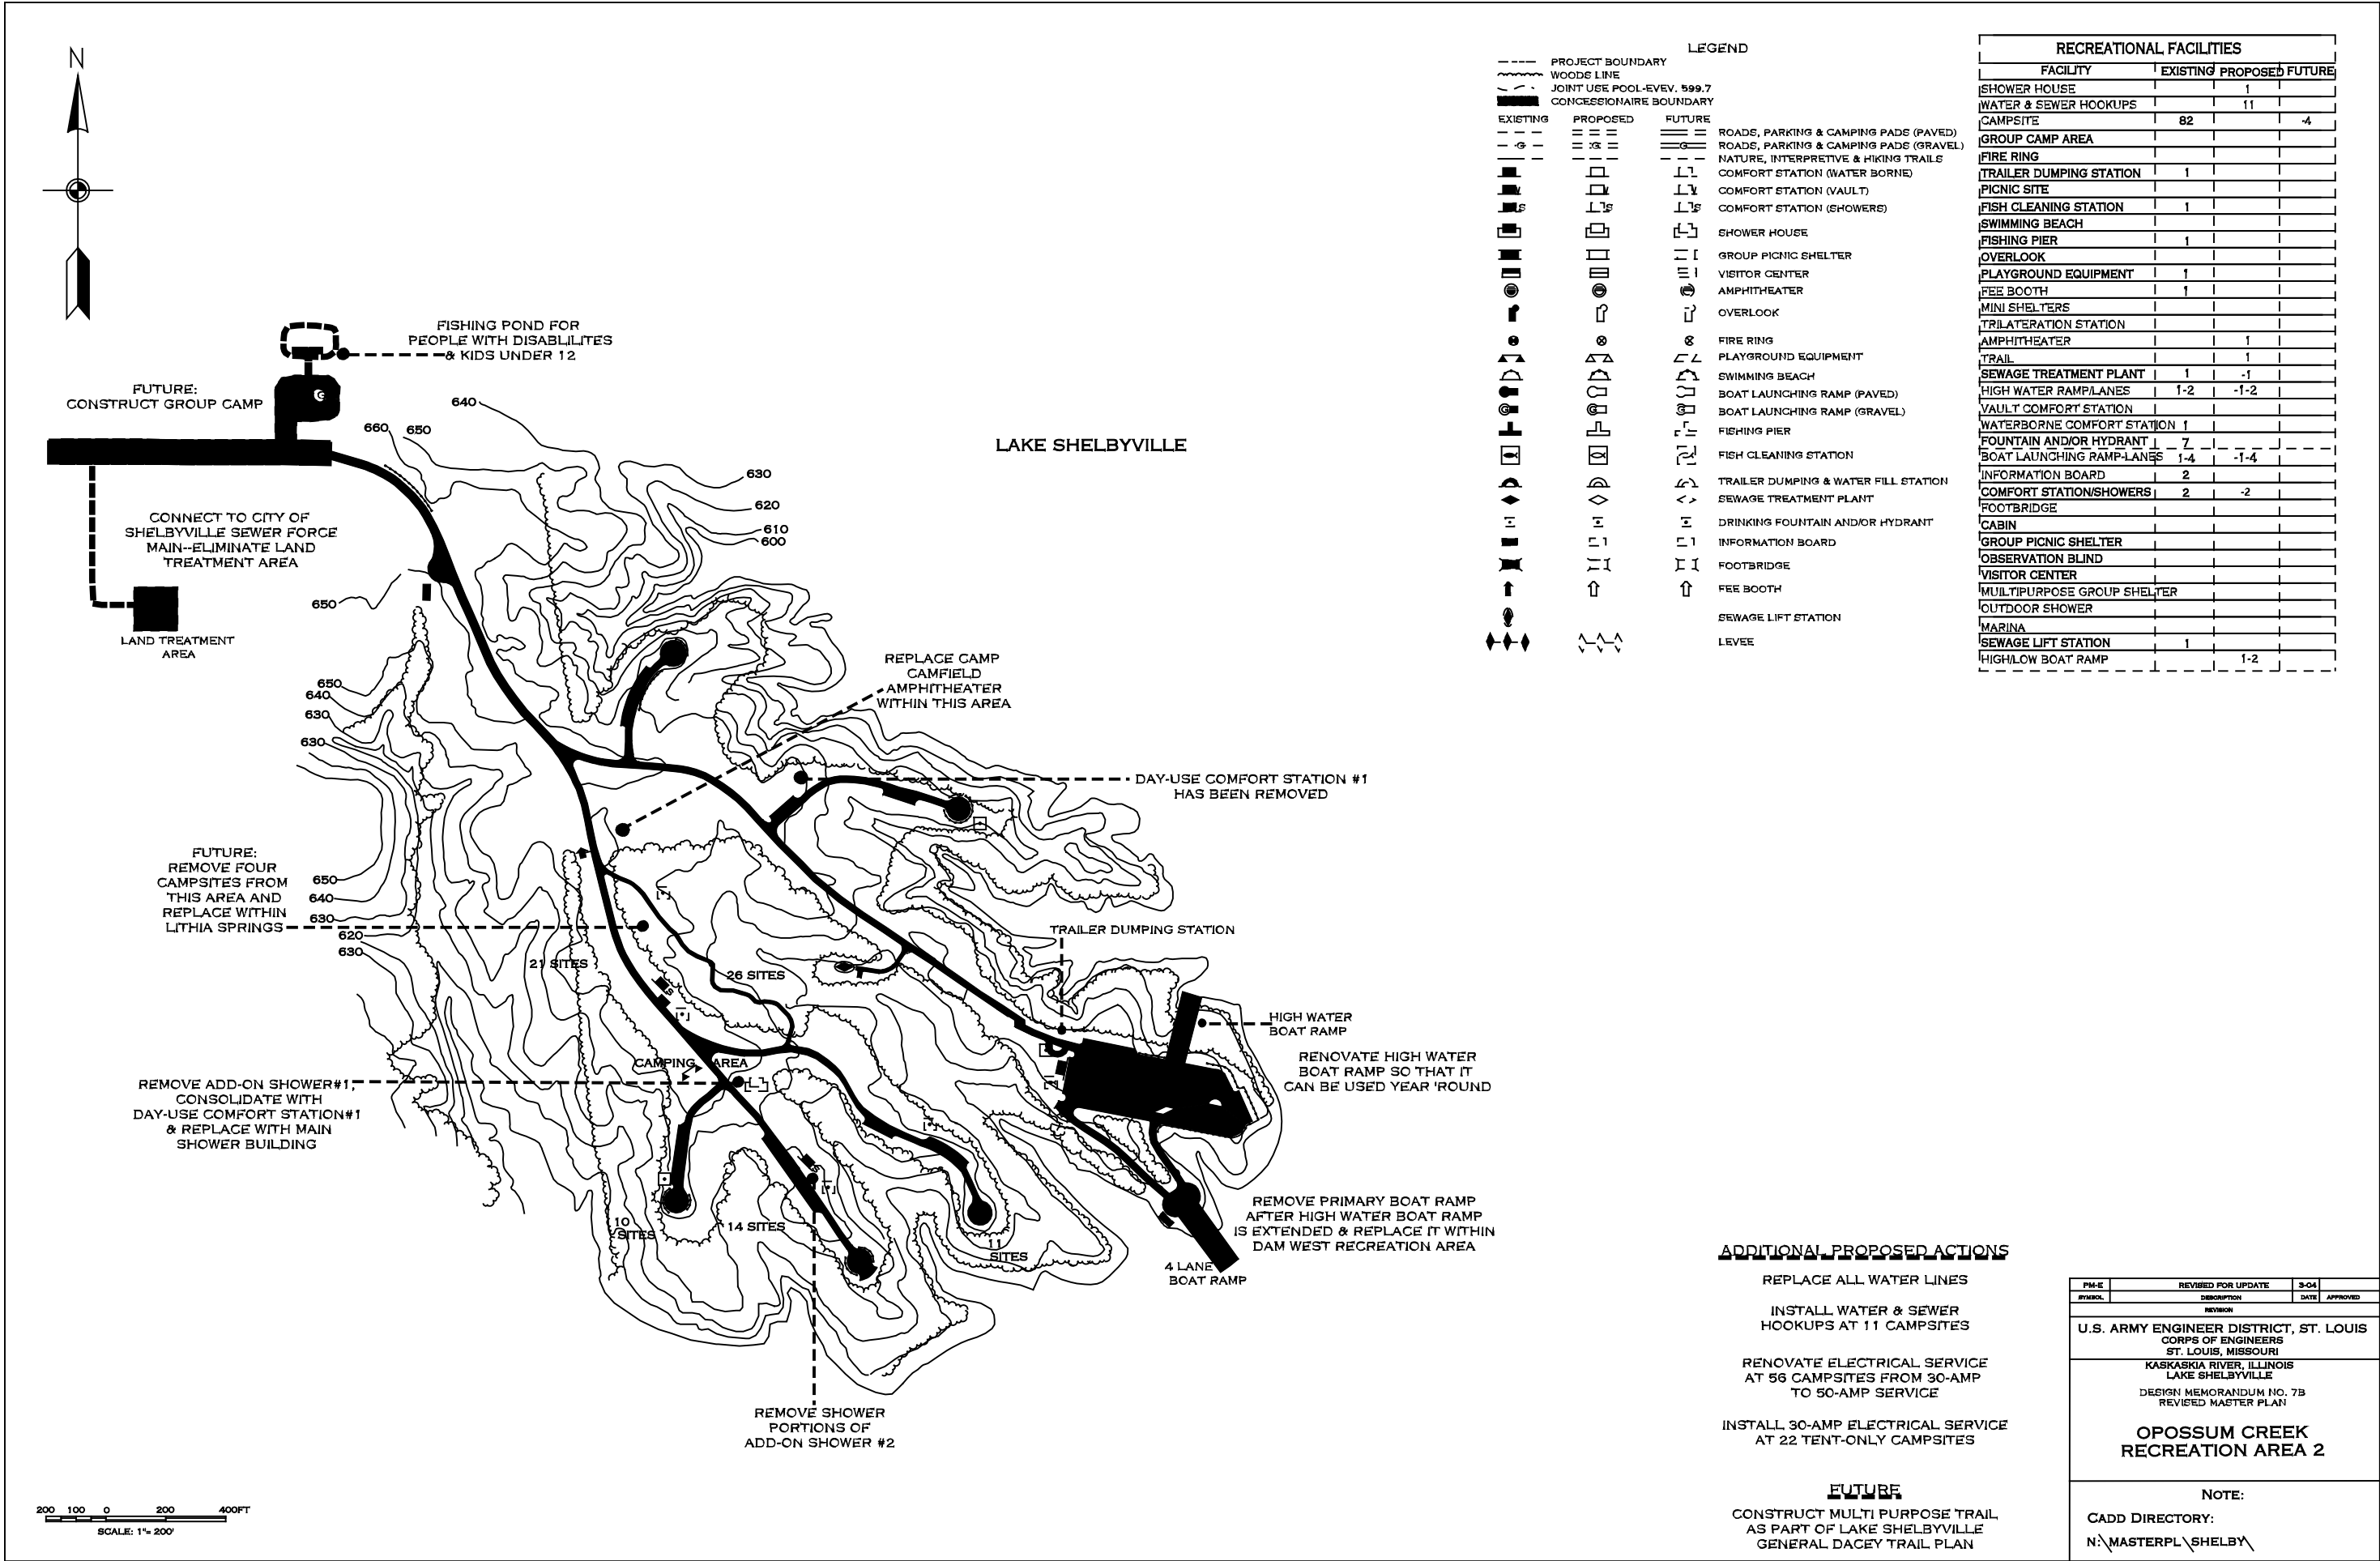 N
FISHING POND FOR
PEOPLE WITH DISABLILITES
& KIDS UNDER 12
FUTURE:
CONSTRUCT GROUP CAMP
G
640
660
650
LAKE SHELBYVILLE
630
620
610
600
CONNECT TO CITY OF
SHELBYVILLE SEWER FORCE
MAIN--ELIMINATE LAND
TREATMENT AREA
650
LAND TREATMENT
AREA
650
640
630
630
REPLACE CAMP
CAMFIELD
AMPHITHEATER
WITHIN THIS AREA
DAY-USE COMFORT STATION #1
HAS BEEN REMOVED
FUTURE:
REMOVE FOUR
CAMPSITES FROM
THIS AREA AND
REPLACE WITHIN
LITHIA SPRINGS
650
640
630
620
630
21 SITES
26 SITES
S
TRAILER DUMPING STATION
HIGH WATER
BOAT RAMP
RENOVATE HIGH WATER
BOAT RAMP SO THAT IT
CAN BE USED YEAR 'ROUND
CAMPING AREA
REMOVE ADD-ON SHOWER#1,
CONSOLIDATE WITH
DAY-USE COMFORT STATION#1
& REPLACE WITH MAIN
SHOWER BUILDING
S
10
SITES
14 SITES
11
SITES
REMOVE PRIMARY BOAT RAMP
AFTER HIGH WATER BOAT RAMP
IS EXTENDED & REPLACE IT WITHIN
DAM WEST RECREATION AREA
4 LANE
BOAT RAMP
REMOVE SHOWER
PORTIONS OF
ADD-ON SHOWER #2
200 100 0 200 400FT
SCALE: 1"= 200'
LEGEND
PROJECT BOUNDARY
WOODS LINE
JOINT USE POOL-EVEV. 599.7
CONCESSIONAIRE BOUNDARY
EXISTING PROPOSED FUTURE
ROADS, PARKING & CAMPING PADS (PAVED)
G G G ROADS, PARKING & CAMPING PADS (GRAVEL)
NATURE, INTERPRETIVE & HIKING TRAILS
COMFORT STATION (WATER BORNE)
V V V COMFORT STATION (VAULT)
S S S COMFORT STATION (SHOWERS)
SHOWER HOUSE
GROUP PICNIC SHELTER
VISITOR CENTER
AMPHITHEATER
OVERLOOK
FIRE RING
PLAYGROUND EQUIPMENT
SWIMMING BEACH
BOAT LAUNCHING RAMP (PAVED)
G G G BOAT LAUNCHING RAMP (GRAVEL)
FISHING PIER
FISH CLEANING STATION
TRAILER DUMPING & WATER FILL STATION
SEWAGE TREATMENT PLANT
DRINKING FOUNTAIN AND/OR HYDRANT
INFORMATION BOARD
FOOTBRIDGE
FEE BOOTH
SEWAGE LIFT STATION
LEVEE
RECREATIONAL FACILITIES
FACILITY EXISTING PROPOSED FUTURE
SHOWER HOUSE 1
WATER & SEWER HOOKUPS 11
CAMPSITE 82 -4
GROUP CAMP AREA
FIRE RING
TRAILER DUMPING STATION 1
PICNIC SITE
FISH CLEANING STATION 1
SWIMMING BEACH
FISHING PIER 1
OVERLOOK
PLAYGROUND EQUIPMENT 1
FEE BOOTH 1
MINI SHELTERS
TRILATERATION STATION
AMPHITHEATER 1
TRAIL 1
SEWAGE TREATMENT PLANT 1 -1
HIGH WATER RAMP/LANES 1-2 -1-2
VAULT COMFORT STATION
WATERBORNE COMFORT STATION 1
FOUNTAIN AND/OR HYDRANT 7
BOAT LAUNCHING RAMP-LANES 1-4 -1-4
INFORMATION BOARD 2
COMFORT STATION/SHOWERS 2 -2
FOOTBRIDGE
CABIN
GROUP PICNIC SHELTER
OBSERVATION BLIND
VISITOR CENTER
MUILTIPURPOSE GROUP SHELTER
OUTDOOR SHOWER
MARINA
SEWAGE LIFT STATION 1
HIGH/LOW BOAT RAMP 1-2
ADDITIONAL PROPOSED ACTIONS
REPLACE ALL WATER LINES
INSTALL WATER & SEWER
HOOKUPS AT 11 CAMPSITES
RENOVATE ELECTRICAL SERVICE
AT 56 CAMPSITES FROM 30-AMP
TO 50-AMP SERVICE
INSTALL 30-AMP ELECTRICAL SERVICE
AT 22 TENT-ONLY CAMPSITES
FUTURE
CONSTRUCT MULTI PURPOSE TRAIL
AS PART OF LAKE SHELBYVILLE
GENERAL DACEY TRAIL PLAN
PM-E REVISED FOR UPDATE 3-04
SYMBOL DESCRIPTION DATE APPROVED
REVISION
U.S. ARMY ENGINEER DISTRICT, ST. LOUIS
CORPS OF ENGINEERS
ST. LOUIS, MISSOURI
KASKASKIA RIVER, ILLINOIS
LAKE SHELBYVILLE
DESIGN MEMORANDUM NO. 7B
REVISED MASTER PLAN
OPOSSUM CREEK
RECREATION AREA 2
NOTE:
CADD DIRECTORY:
N:\MASTERPL\SHELBY\